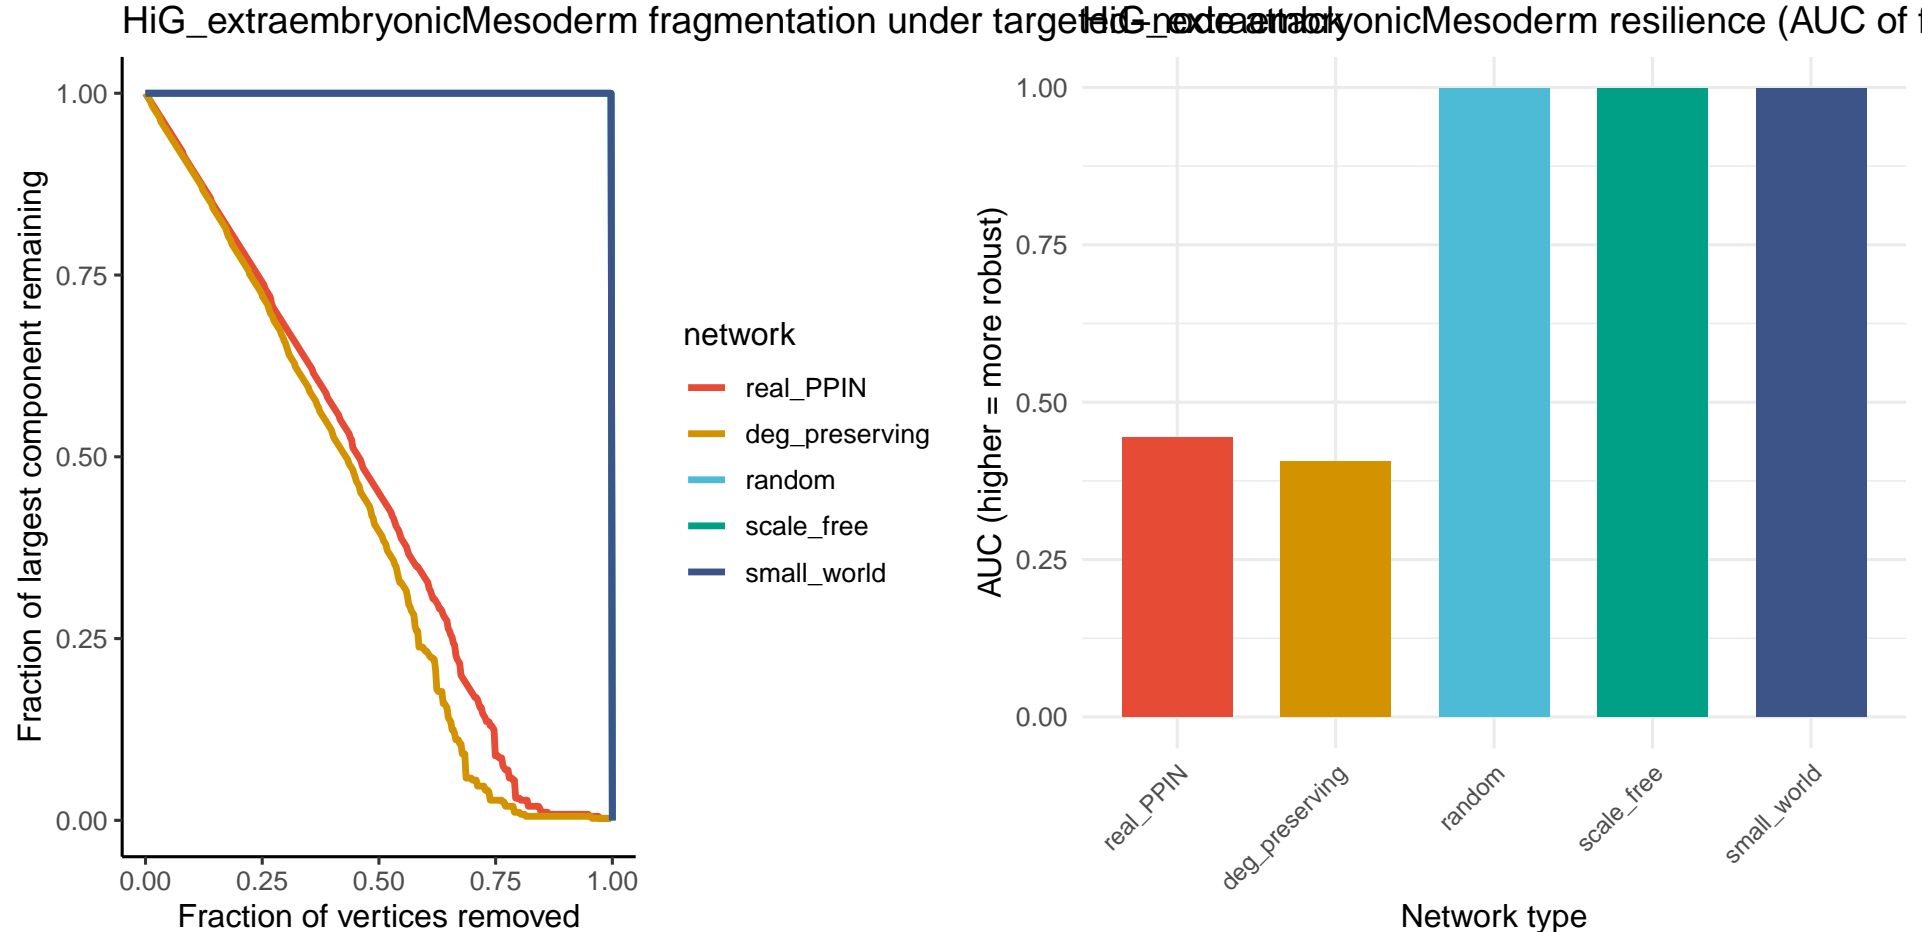 HiG_extraembryonicMesoderm fragmentation under targeted node attack
HiG_extraembryonicMesoderm resilience (AUC of f
Fraction of largest component remaining
1.00
0.75
0.50
0.25
0.00
0.00 0.25 0.50 0.75 1.00
Fraction of vertices removed
network
real_PPIN
deg_preserving
random
scale_free
small_world
AUC (higher = more robust)
1.00
0.75
0.50
0.25
0.00
real_PPIN
deg_preserving
random
scale_free
small_world
Network type